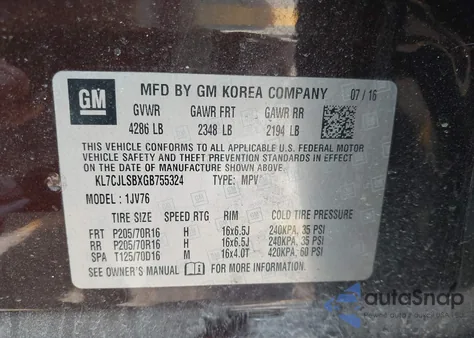 GM
MFD BY GM KOREA COMPANY 07 / 16
GVWR GAWR FRT GAWR RR
4286 LB 2348 LB 2194 LB
THIS VEHICLE CONFORMS TO ALL APPLICABLE U.S. FEDERAL MOTOR
VEHICLE SAFETY AND THEFT PREVENTION STANDARDS IN EFFECT
ON THE DATE OF MANUFACTURE SHOWN ABOVE.
KL7CJLSBXGB755324 TYPE: MPV
MODEL : 1JV76
TIRE SIZE SPEED RTG RIM COLD TIRE PRESSURE
FRT P205/70R16 H 16x6.5J 240KPA, 35 PSI
RR P205/70R16 H 16x6.5J 240KPA, 35 PSI
SPA T125/70D16 M 16x4.0T 420KPA, 60 PSI
SEE OWNER'S MANUAL FOR ADDITIONAL INFORMATION
autoSnap